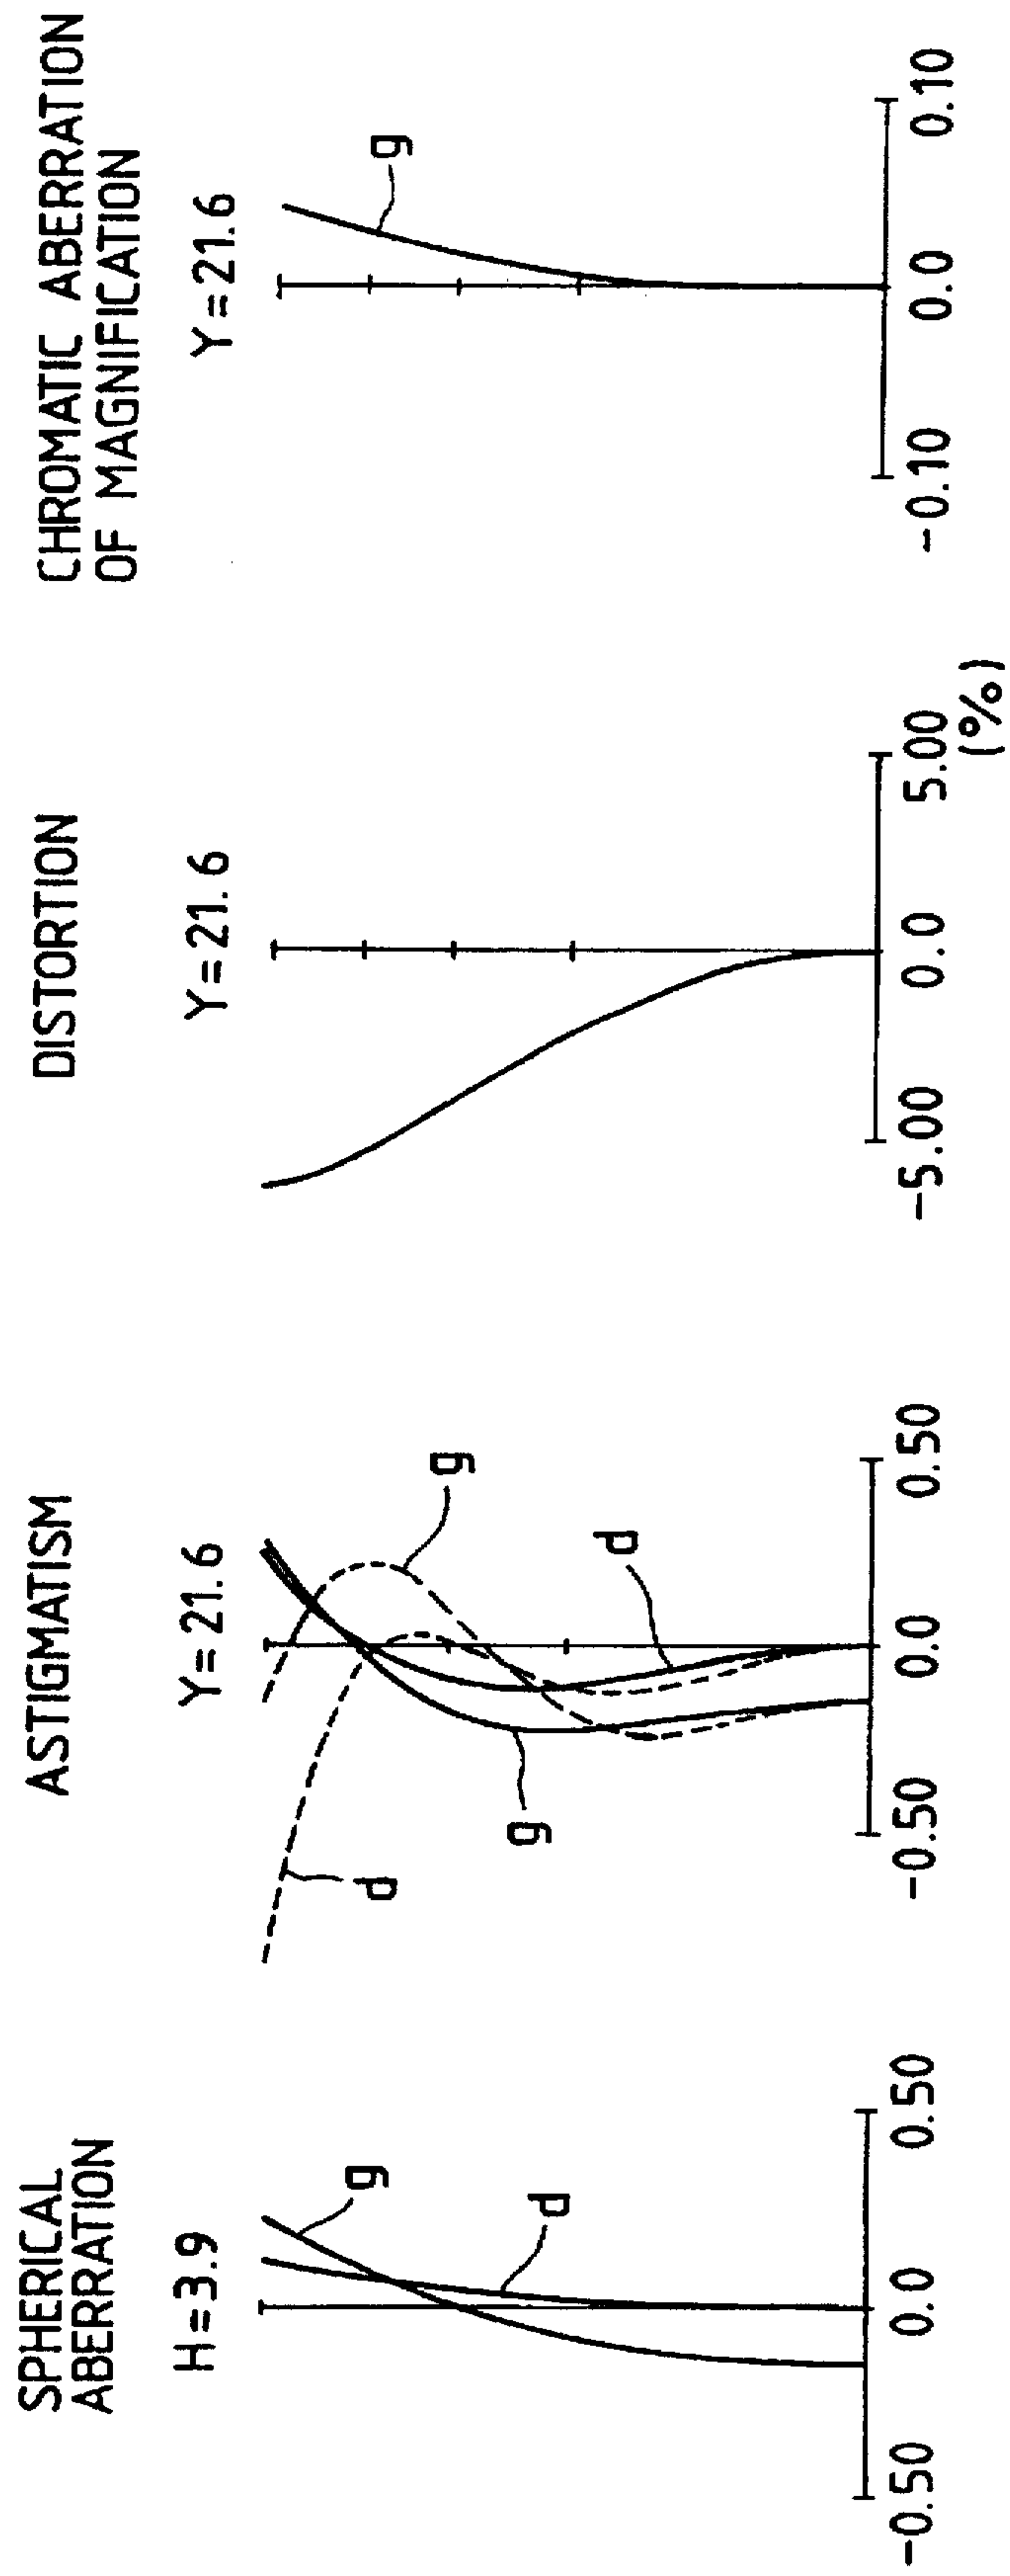 SPHERICAL
ABERRATION
H=3.9
g
d
-0.50
0.0
0.50
ASTIGMATISM
Y=21.6
d
g
g
d
-0.50
0.0
0.50
DISTORTION
Y=21.6
-5.00
0.0
5.00
(%)
CHROMATIC ABERRATION
OF MAGNIFICATION
Y=21.6
g
-0.10
0.0
0.10